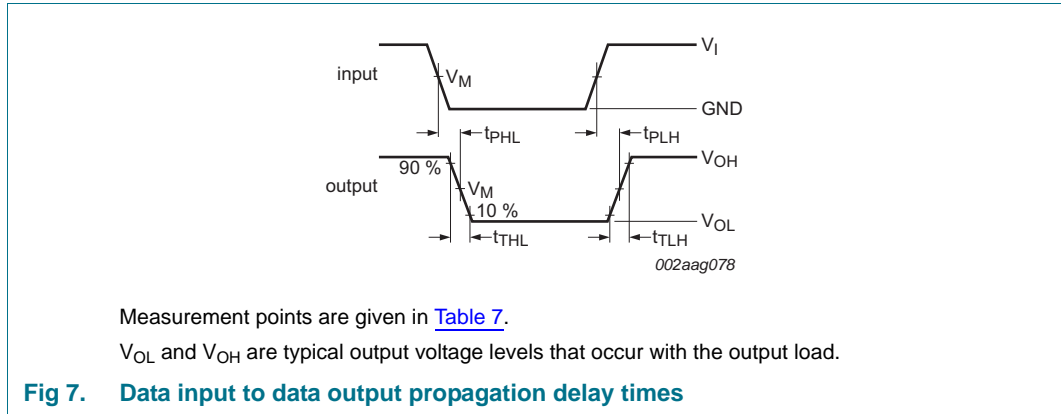 V_I
input
V_M
GND
t_PHL
t_PLH
V_OH
90 %
output
V_M
10 %
V_OL
t_THL
t_TLH
002aag078
Measurement points are given in Table 7.
V_OL and V_OH are typical output voltage levels that occur with the output load.
Fig 7. Data input to data output propagation delay times